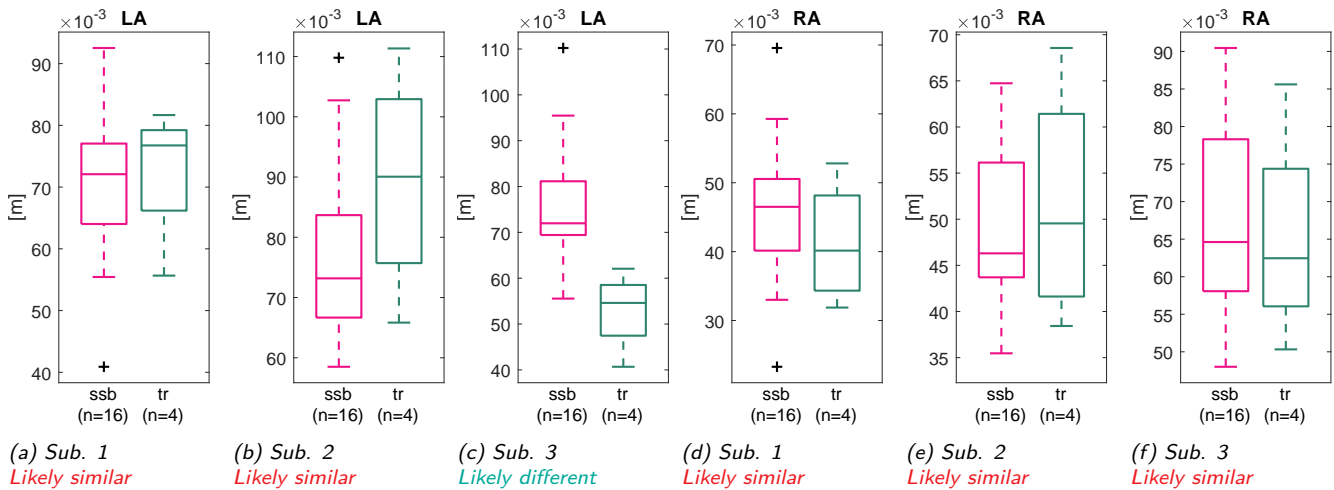 ×10⁻³ LA
[m]
90
80
70
60
50
40
ssb tr
(n=16) (n=4)
(a) Sub. 1
Likely similar
×10⁻³ LA
[m]
110
100
90
80
70
60
ssb tr
(n=16) (n=4)
(b) Sub. 2
Likely similar
×10⁻³ LA
[m]
110
100
90
80
70
60
50
40
ssb tr
(n=16) (n=4)
(c) Sub. 3
Likely different
×10⁻³ RA
[m]
70
60
50
40
30
ssb tr
(n=16) (n=4)
(d) Sub. 1
Likely similar
×10⁻³ RA
[m]
70
65
60
55
50
45
40
35
ssb tr
(n=16) (n=4)
(e) Sub. 2
Likely similar
×10⁻³ RA
[m]
90
85
80
75
70
65
60
55
50
ssb tr
(n=16) (n=4)
(f) Sub. 3
Likely similar